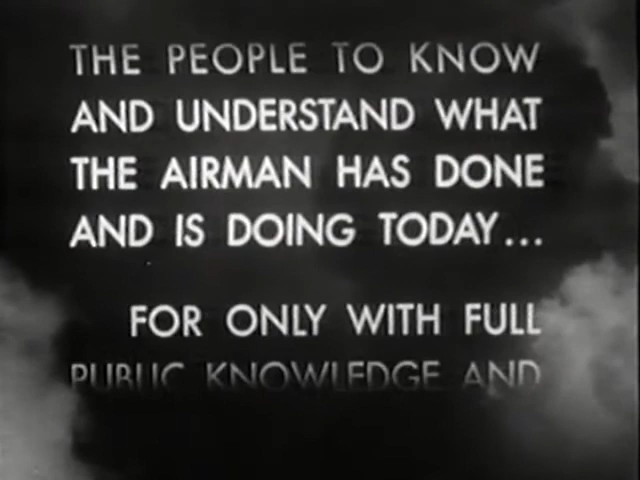 THE PEOPLE TO KNOW
AND UNDERSTAND WHAT
THE AIRMAN HAS DONE
AND IS DOING TODAY...
FOR ONLY WITH FULL
PUBLIC KNOWLEDGE AND